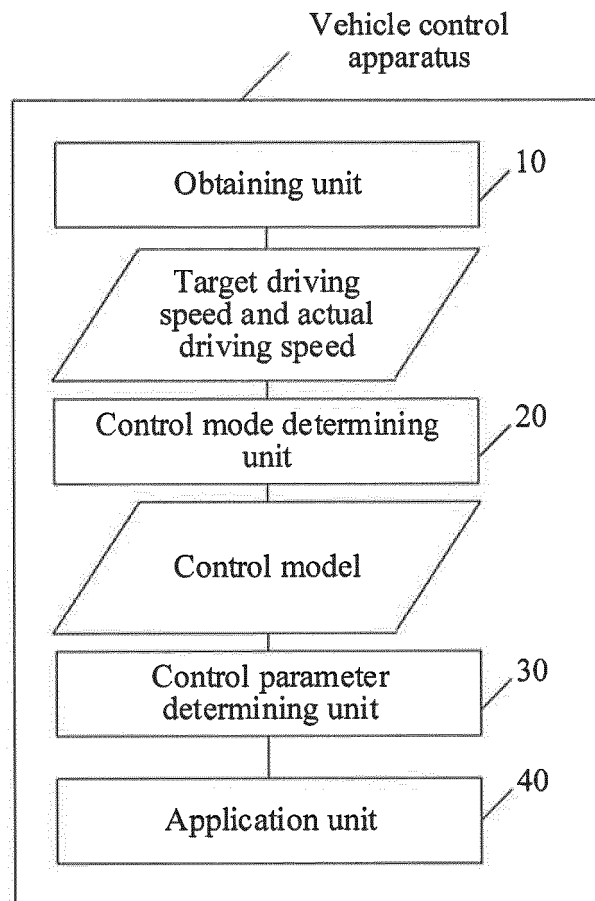 Vehicle control
apparatus
Obtaining unit
10
Target driving
speed and actual
driving speed
Control mode determining
unit
20
Control model
Control parameter
determining unit
30
Application unit
40